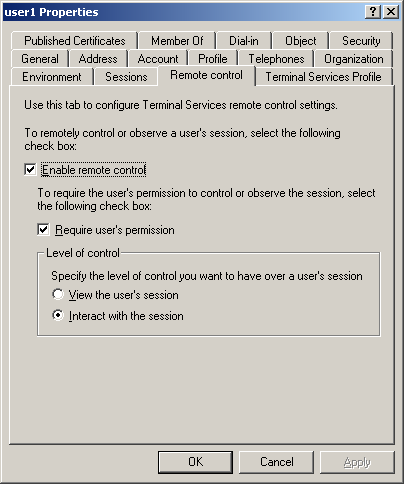 user1 Properties
Published Certificates Member Of Dial-in Object Security
General Address Account Profile Telephones Organization
Environment Sessions Remote control Terminal Services Profile
Use this tab to configure Terminal Services remote control settings.
To remotely control or observe a user's session, select the following
check box:
Enable remote control
To require the user's permission to control or observe the session, select
the following check box:
Require user's permission
Level of control
Specify the level of control you want to have over a user's session
View the user's session
Interact with the session
OK Cancel Apply